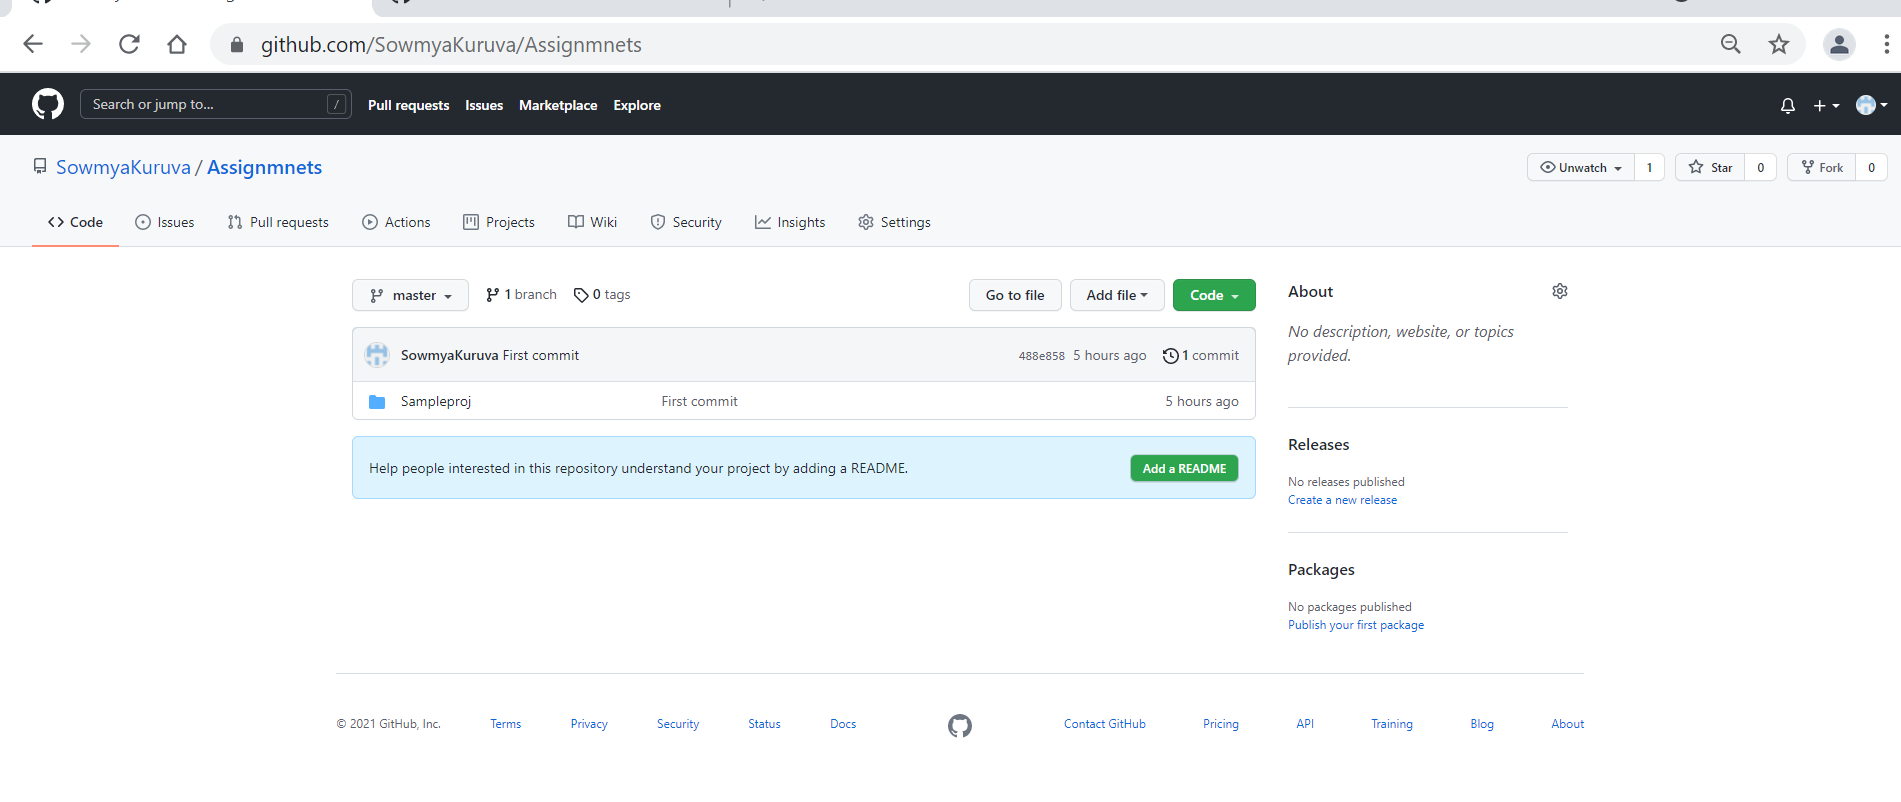 github.com/SowmyaKuruva/Assignmnets
Search or jump to... / Pull requests Issues Marketplace Explore
SowmyaKuruva / Assignmnets Unwatch 1 Star 0 Fork 0
Code Issues Pull requests Actions Projects Wiki Security Insights Settings
master 1 branch 0 tags Go to file Add file Code
SowmyaKuruva First commit 488e858 5 hours ago 1 commit
Sampleproj First commit 5 hours ago
Help people interested in this repository understand your project by adding a README. Add a README
About
No description, website, or topics
provided.
Releases
No releases published
Create a new release
Packages
No packages published
Publish your first package
© 2021 GitHub, Inc. Terms Privacy Security Status Docs Contact GitHub Pricing API Training Blog About